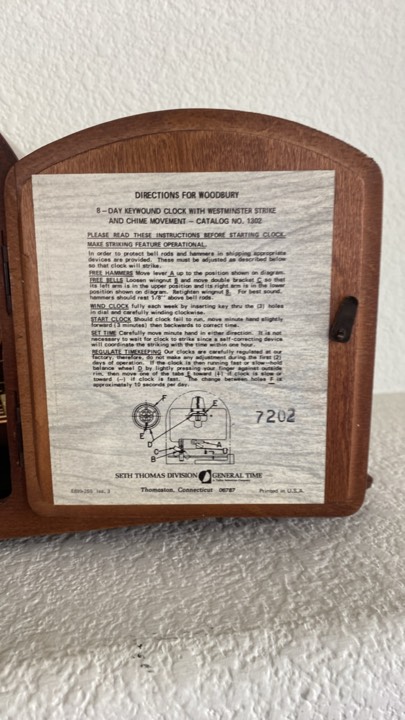 DIRECTIONS FOR WOODBURY
8-DAY KEYWOUND CLOCK WITH WESTMINSTER STRIKE
AND CHIME MOVEMENT - CATALOG NO. 1302
PLEASE READ THESE INSTRUCTIONS BEFORE STARTING CLOCK.
MAKE STRIKING FEATURE OPERATIONAL.
In order to protect bell rods and hammers in shipping appropriate
devices are provided. These must be adjusted as described below
so that clock will strike.
FREE HAMMERS Move lever A up to the position shown on diagram.
FREE BELLS Loosen wingnut B and move double bracket C so that
its left arm is in the upper position and its right arm is in the lower
position shown on diagram. Retighten wingnut B. For best sound,
hammers should rest 1/8" above bell rods.
WIND CLOCK fully each week by inserting key thru the (3) holes
in dial and carefully winding clockwise.
START CLOCK Should clock fail to run, move minute hand slightly
forward (3 minutes) then backwards to correct time.
SET TIME Carefully move minute hand in either direction. It is not
necessary to wait for clock to strike since a self-correcting device
will coordinate the striking with the time within one hour.
REGULATE TIMEKEEPING Our clocks are carefully regulated at our
factory; therefore, do not make any adjustment during the first (2)
days of operation. If the clock is then running fast or slow-hold
balance wheel D by lightly pressing your finger against outside
rim, then move one of the tabs E toward (+) if clock is slow or
toward (-) if clock is fast. The change between holes F is
approximately 10 seconds per day.
F
E
D
E
C
B
A
D
7202
SETH THOMAS DIVISION GENERAL TIME
Thomaston, Connecticut 06787
Printed in U.S.A.